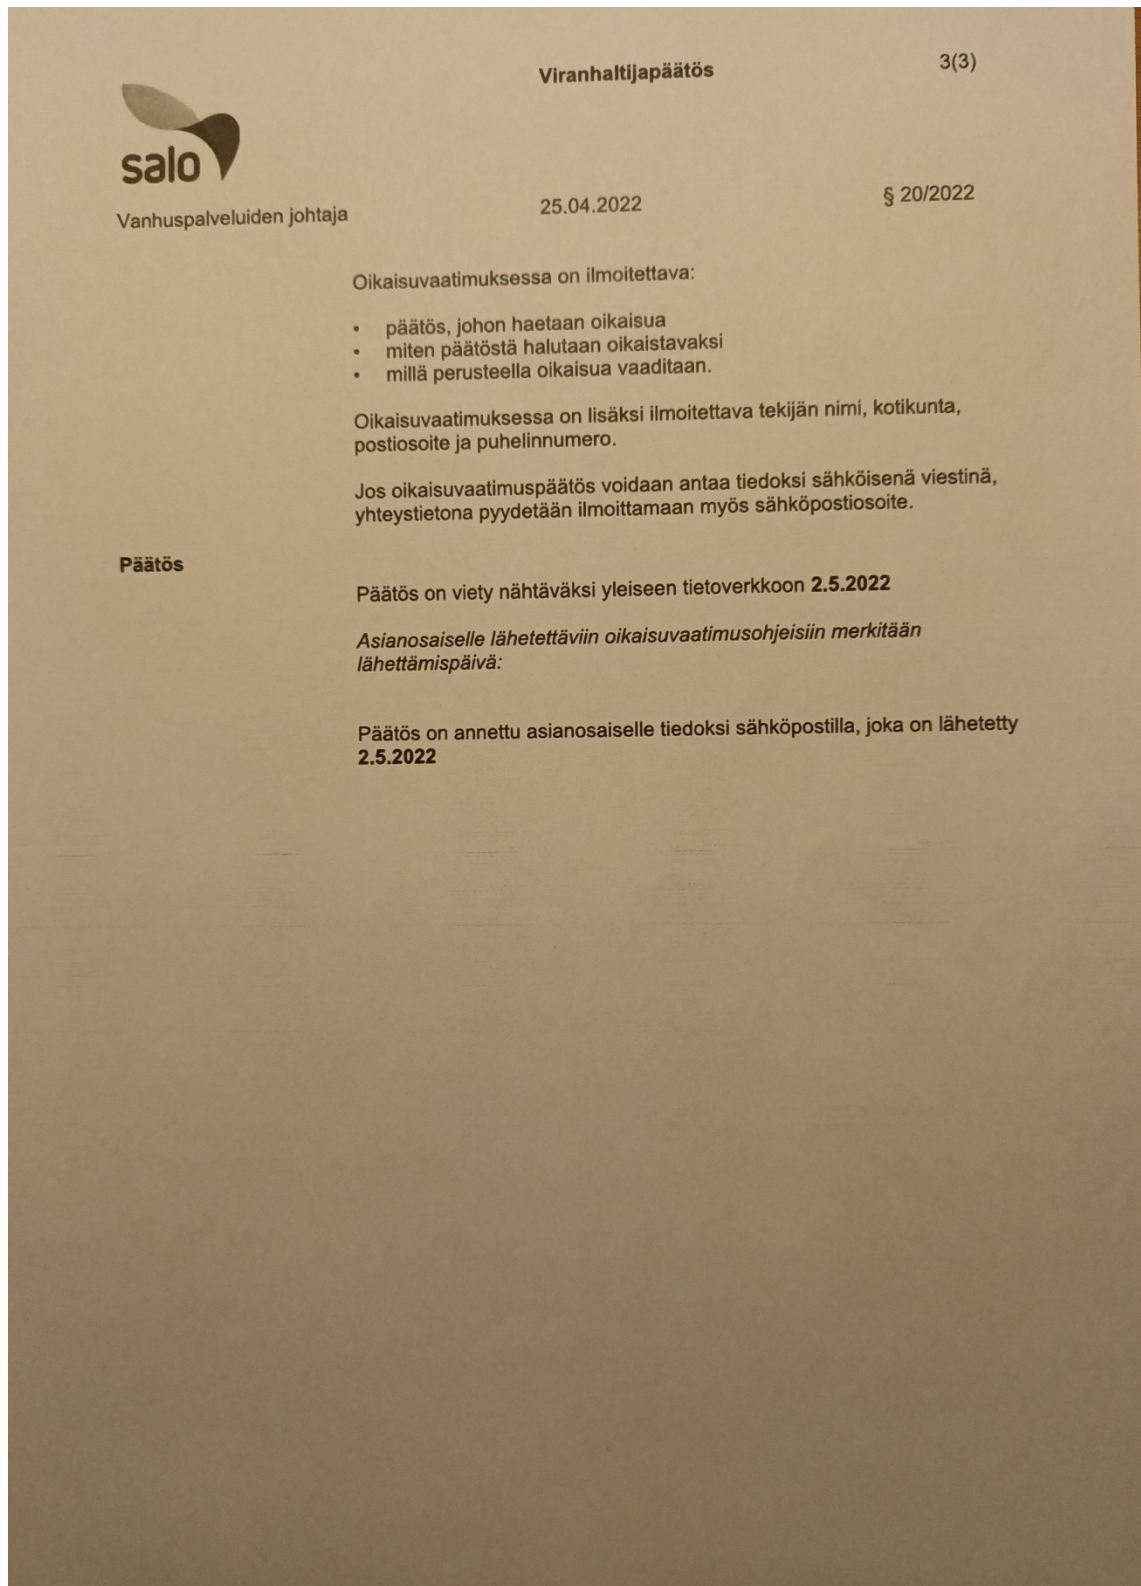 Viranhaltijapäätös
3(3)
salo
Vanhuspalveluiden johtaja
25.04.2022
§ 20/2022
Oikaisuvaatimuksessa on ilmoitettava:
• päätös, johon haetaan oikaisua
• miten päätöstä halutaan oikaistavaksi
• millä perusteella oikaisua vaaditaan.
Oikaisuvaatimuksessa on lisäksi ilmoitettava tekijän nimi, kotikunta,
postiosoite ja puhelinnumero.
Jos oikaisuvaatimuspäätös voidaan antaa tiedoksi sähköisenä viestinä,
yhteystietona pyydetään ilmoittamaan myös sähköpostiosoite.
Päätös
Päätös on viety nähtäväksi yleiseen tietoverkkoon 2.5.2022
Asianosaiselle lähetettäviin oikaisuvaatimusohjeisiin merkitään
lähettämispäivä:
Päätös on annettu asianosaiselle tiedoksi sähköpostilla, joka on lähetetty
2.5.2022